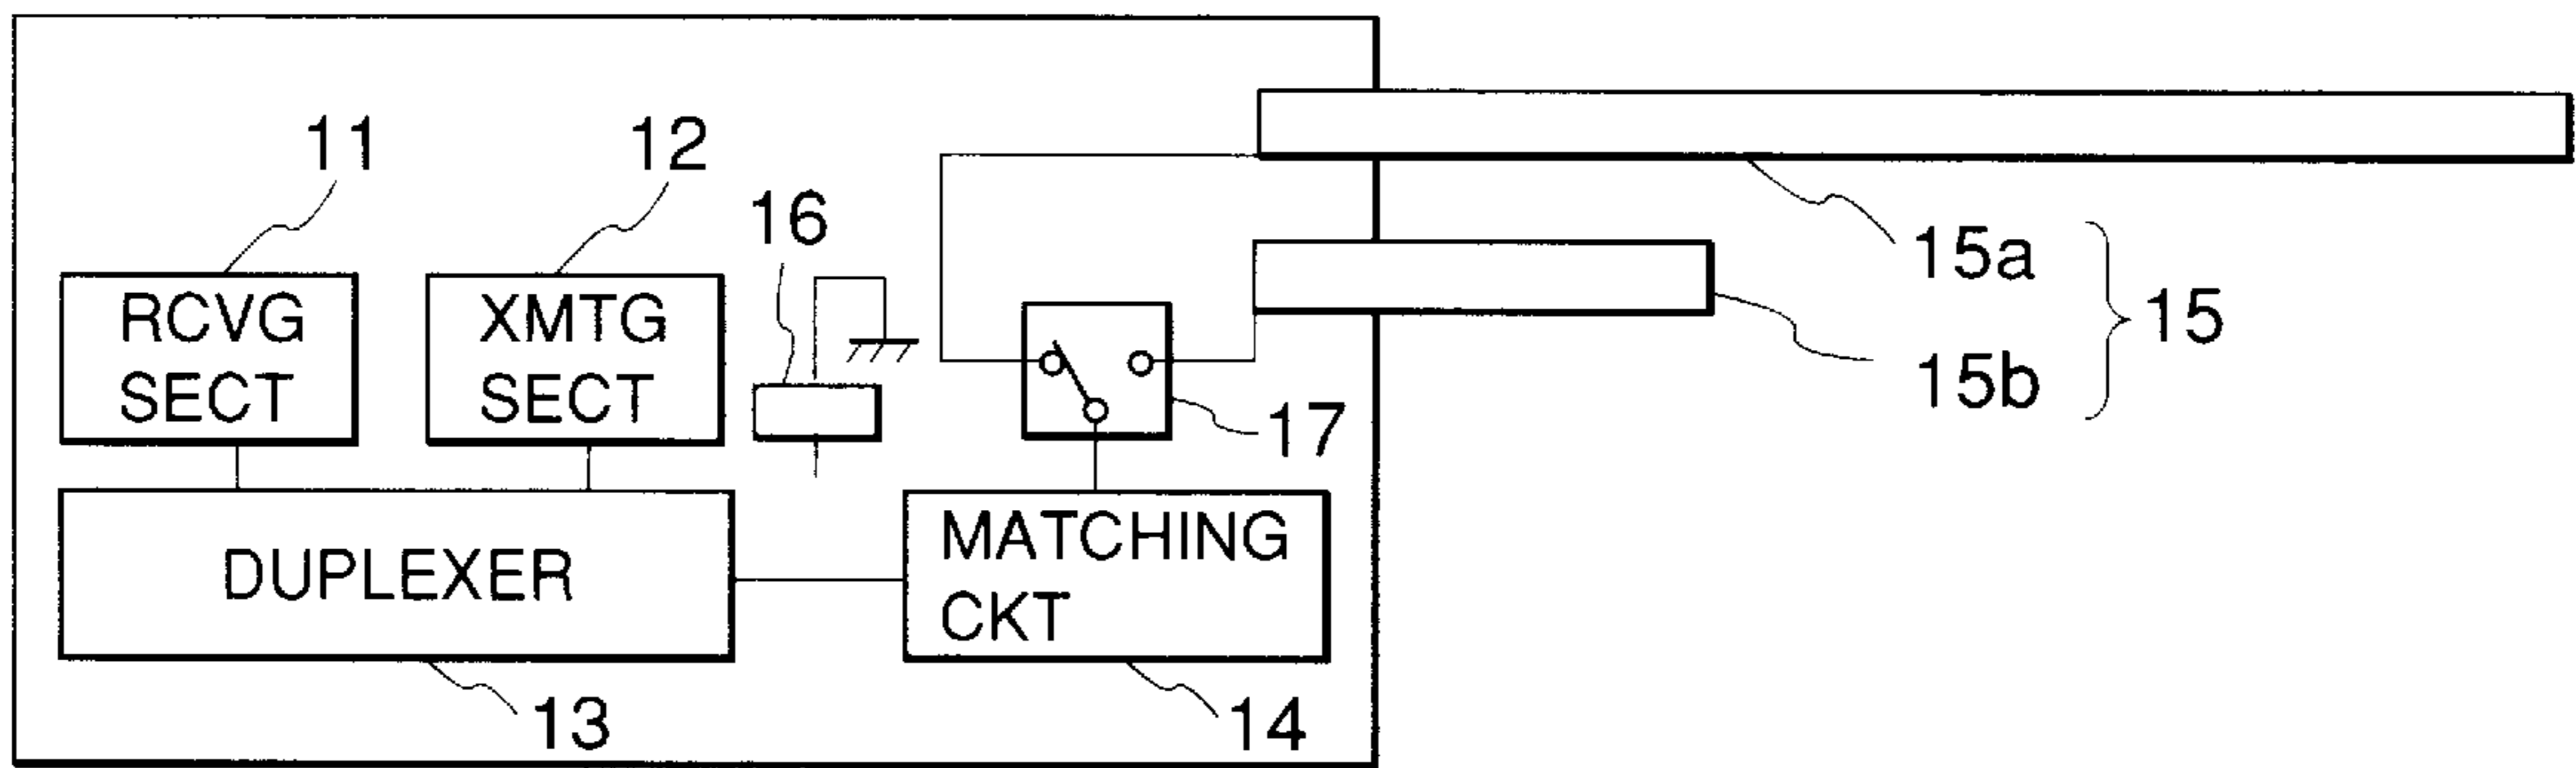 11
12
16
15a
15
15b
RCVG
SECT
XMTG
SECT
17
DUPLEXER
MATCHING
CKT
13
14